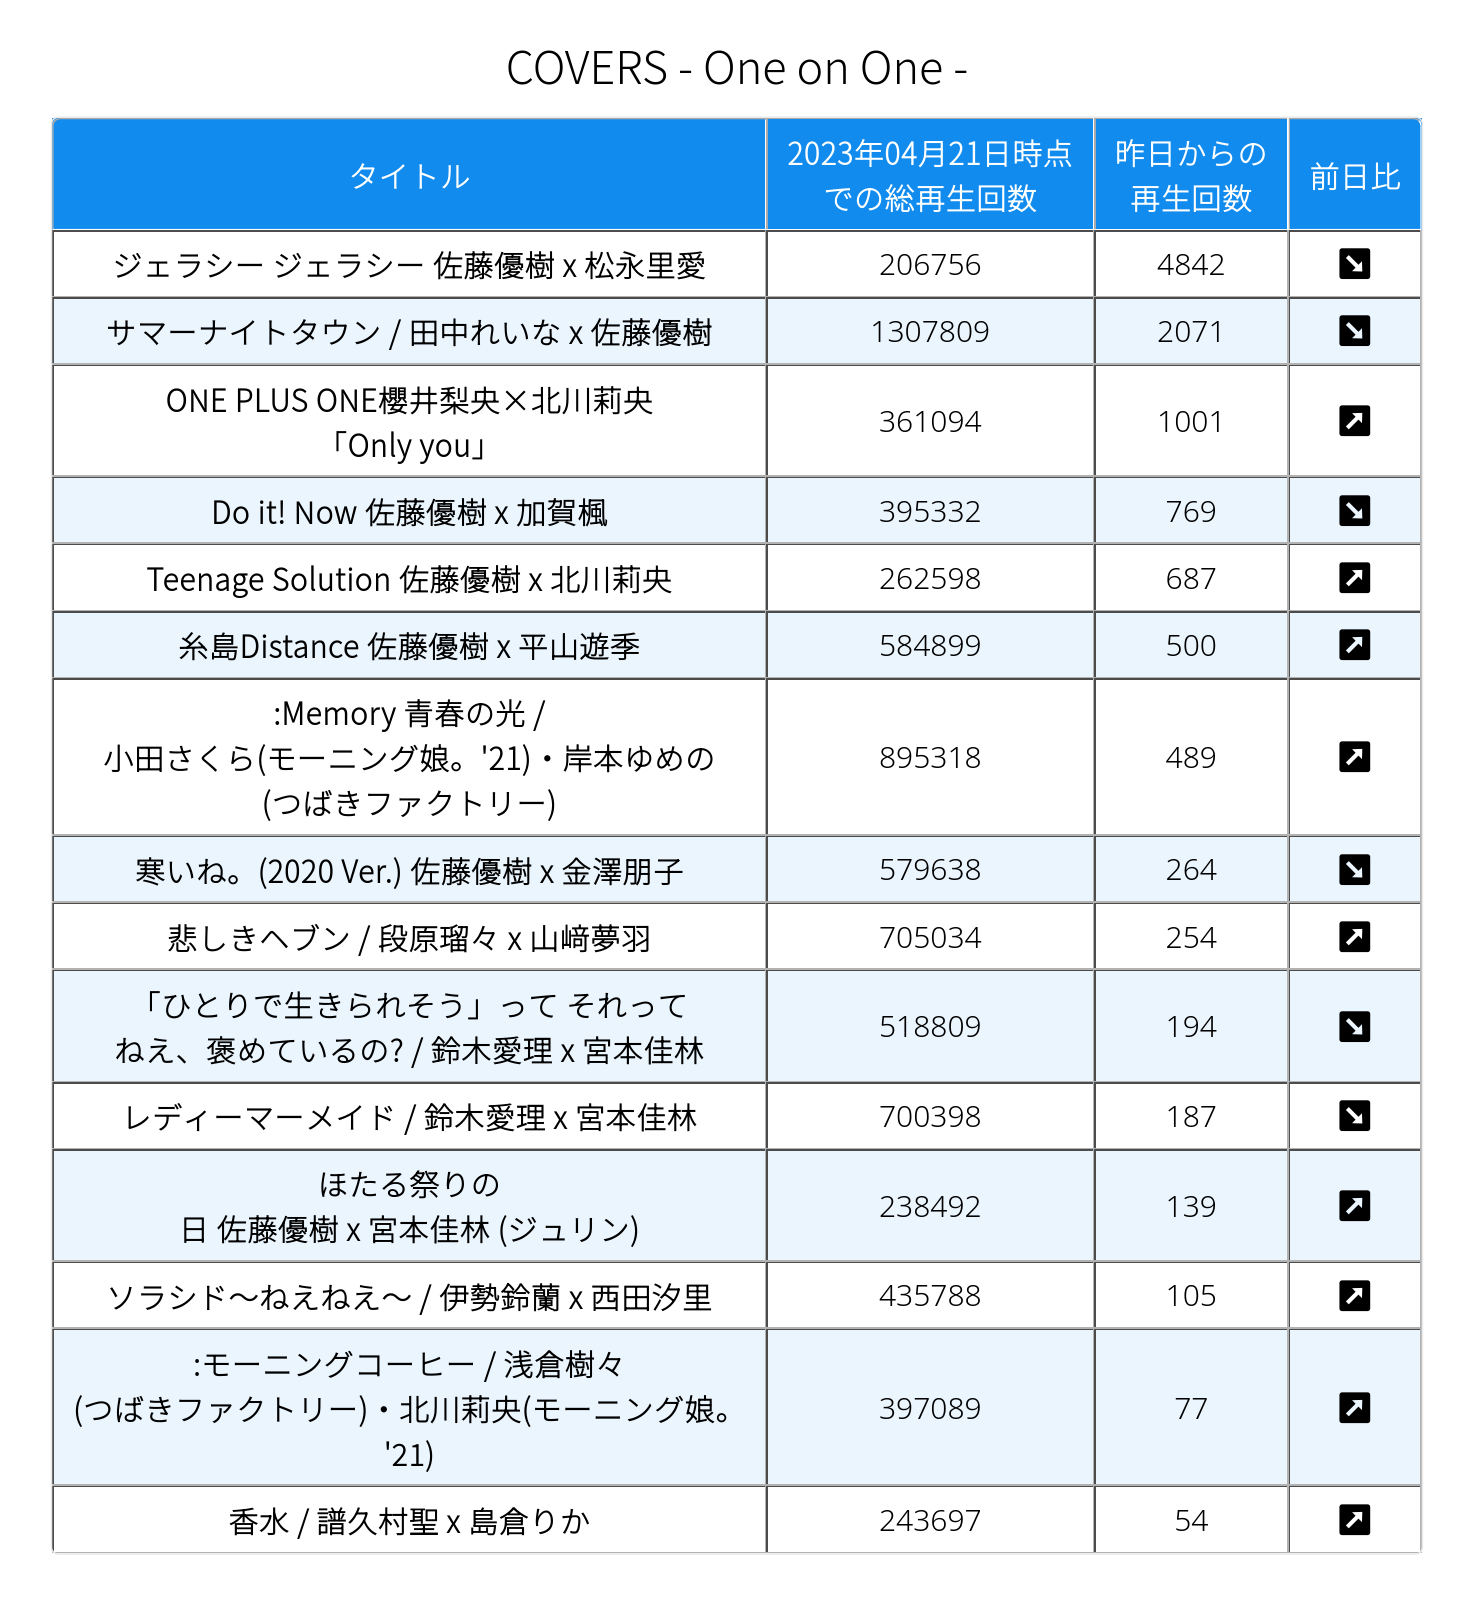 COVERS - One on One -
タイトル
2023年04月21日時点
での総再生回数
昨日からの
再生回数
前日比
ジェラシー ジェラシー 佐藤優樹 x 松永里愛
206756
4842
サマーナイトタウン / 田中れいな x 佐藤優樹
1307809
2071
ONE PLUS ONE櫻井梨央×北川莉央
「Only you」
361094
1001
Do it! Now 佐藤優樹 x 加賀楓
395332
769
Teenage Solution 佐藤優樹 x 北川莉央
262598
687
糸島Distance 佐藤優樹 x 平山遊季
584899
500
:Memory 青春の光 /
小田さくら(モーニング娘。'21)・岸本ゆめの
(つばきファクトリー)
895318
489
寒いね。(2020 Ver.) 佐藤優樹 x 金澤朋子
579638
264
悲しきヘブン / 段原瑠々 x 山﨑夢羽
705034
254
「ひとりで生きられそう」って それって
ねえ、褒めているの? / 鈴木愛理 x 宮本佳林
518809
194
レディーマーメイド / 鈴木愛理 x 宮本佳林
700398
187
ほたる祭りの
日 佐藤優樹 x 宮本佳林 (ジュリン)
238492
139
ソラシド～ねえねえ～ / 伊勢鈴蘭 x 西田汐里
435788
105
:モーニングコーヒー / 浅倉樹々
(つばきファクトリー)・北川莉央(モーニング娘。
'21)
397089
77
香水 / 譜久村聖 x 島倉りか
243697
54